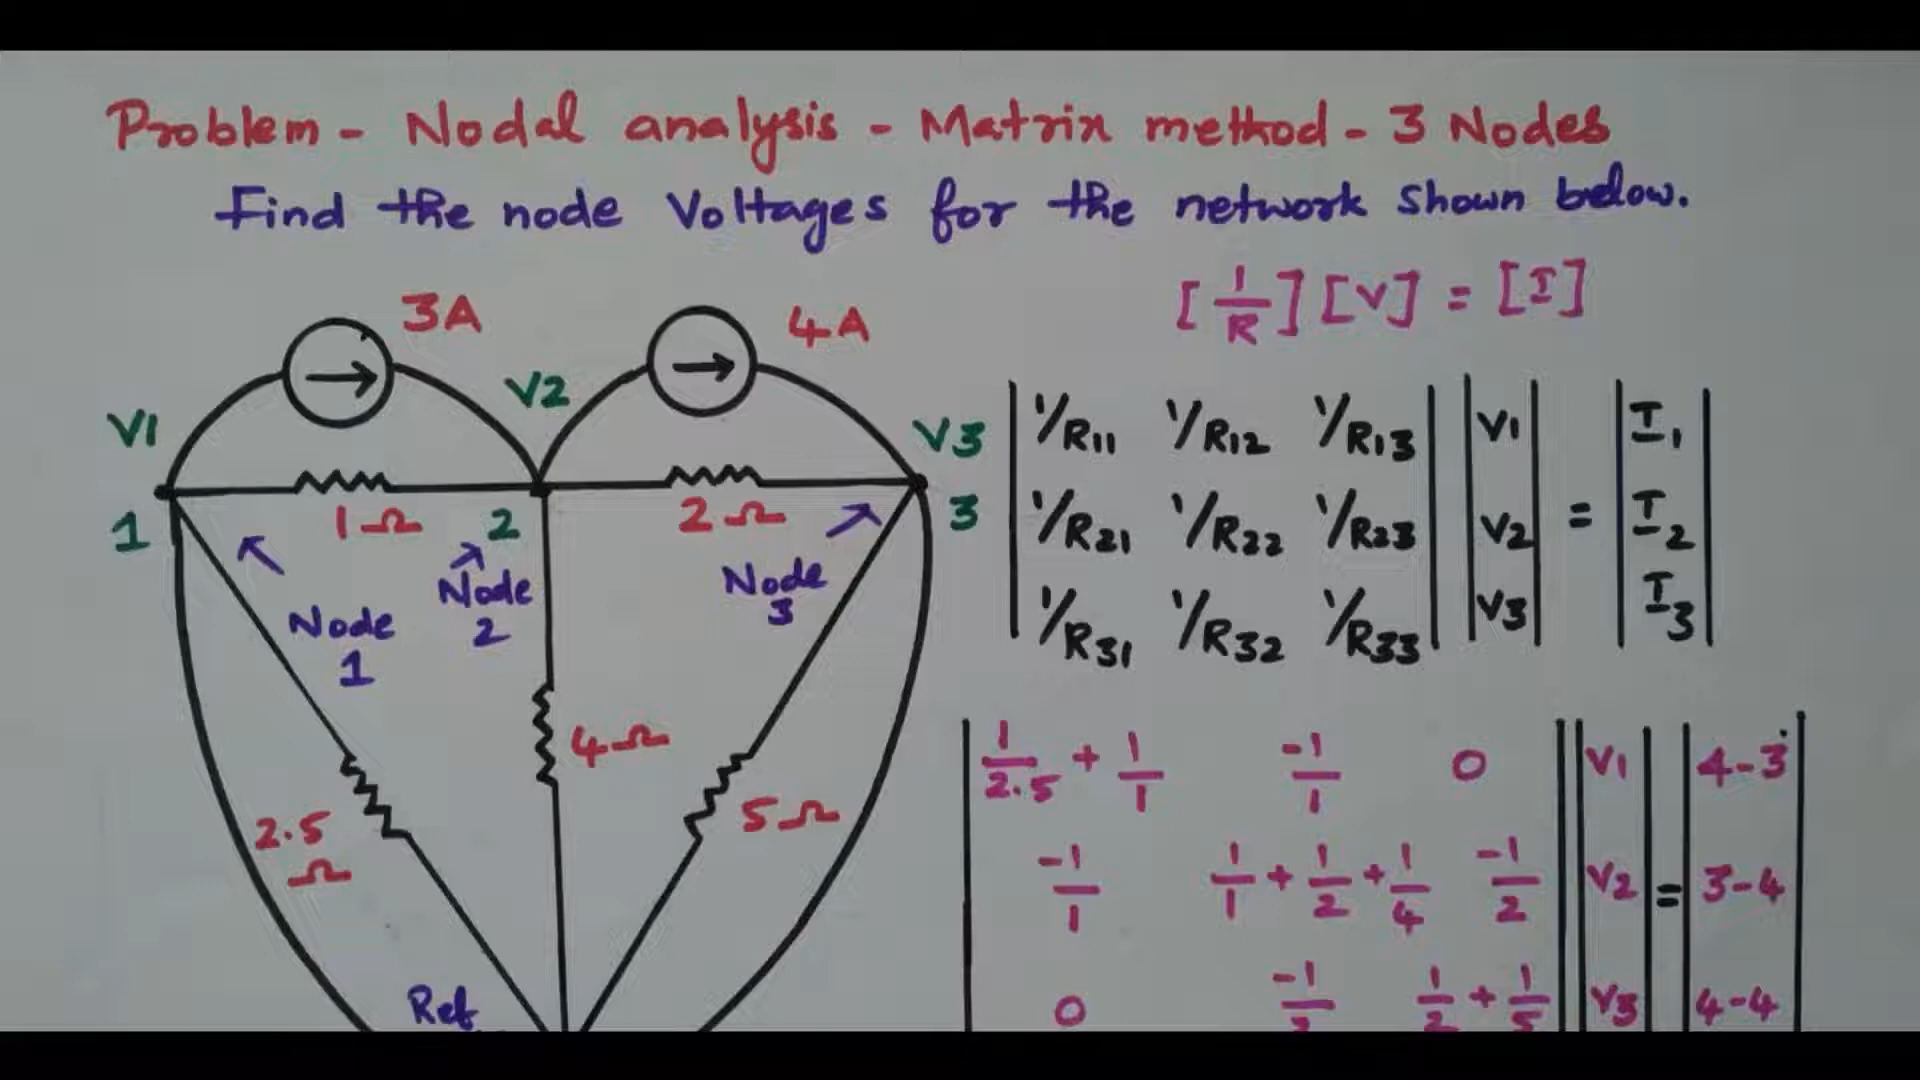 Problem - Nodal analysis - Matrix method - 3 Nodes
Find the node Voltages for the network shown below.
[1/R] [V] = [I]
3A
4A
V1
V2
V3
1
1Ω
2
2Ω
3
Node 1
Node 2
Node 3
2.5 Ω
4Ω
5Ω
Ref
1/R11 1/R12 1/R13 V1 I1
1/R21 1/R22 1/R23 V2 = I2
1/R31 1/R32 1/R33 V3 I3
1/2.5 + 1/1 -1/1 0 V1 4-3
-1/1 1/1 + 1/2 + 1/4 -1/2 V2 = 3-4
0 -1/2 1/2 + 1/5 V3 4-4